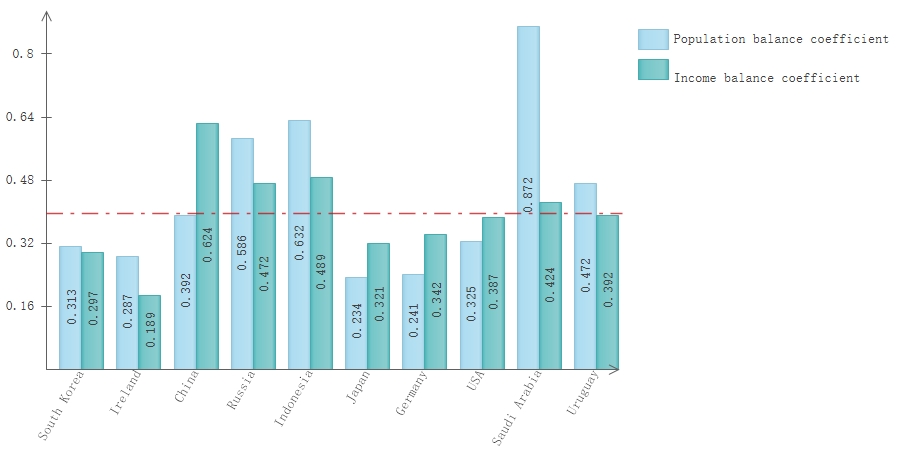 0.8
0.64
0.48
0.32
0.16
Population balance coefficient
Income balance coefficient
0.313
0.297
0.287
0.189
0.392
0.624
0.586
0.472
0.632
0.489
0.234
0.321
0.241
0.342
0.325
0.387
0.872
0.424
0.472
0.392
South Korea
Ireland
China
Russia
Indonesia
Japan
Germany
USA
Saudi Arabia
Uruguay